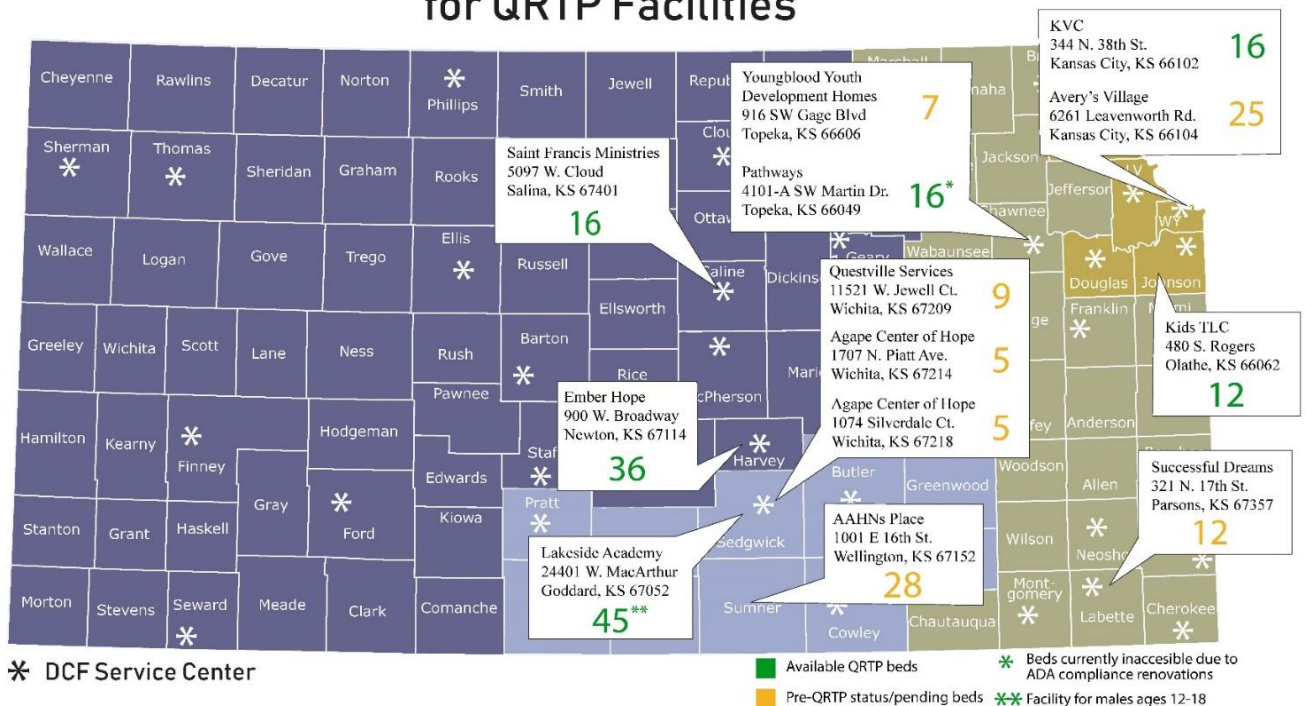 for QRTP Facilities
KVC
344 N. 38th St.
Kansas City, KS 66102
16
Avery's Village
6261 Leavenworth Rd.
Kansas City, KS 66104
25
Youngblood Youth
Development Homes
916 SW Gage Blvd
Topeka, KS 66606
7
Pathways
4101-A SW Martin Dr.
Topeka, KS 66049
16*
Saint Francis Ministries
5097 W. Cloud
Salina, KS 67401
16
Questville Services
11521 W. Jewell Ct.
Wichita, KS 67209
9
Agape Center of Hope
1707 N. Piatt Ave.
Wichita, KS 67214
5
Agape Center of Hope
1074 Silverdale Ct.
Wichita, KS 67218
5
Kids TLC
480 S. Rogers
Olathe, KS 66062
12
Ember Hope
900 W. Broadway
Newton, KS 67114
36
Successful Dreams
321 N. 17th St.
Parsons, KS 67357
12
AAHNs Place
1001 E 16th St.
Wellington, KS 67152
28
Lakeside Academy
24401 W. MacArthur
Goddard, KS 67052
45**
Cheyenne
Rawlins
Decatur
Norton
Phillips
Smith
Jewell
Sherman
Thomas
Sheridan
Graham
Rooks
Jackson
Jefferson
LV
WY
Wallace
Logan
Gove
Trego
Ellis
Russell
Geary
Wabaunsee
Douglas
Johnson
Ellsworth
Franklin
Greeley
Wichita
Scott
Lane
Ness
Rush
Barton
Rice
Pawnee
Hamilton
Kearny
Finney
Hodgeman
Edwards
Harvey
Anderson
Stanton
Grant
Haskell
Gray
Ford
Kiowa
Pratt
Sedgwick
Butler
Greenwood
Woodson
Allen
Wilson
Neosho
Morton
Stevens
Seward
Meade
Clark
Comanche
Sumner
Cowley
Chautauqua
Mont-
gomery
Labette
Cherokee
* DCF Service Center
Available QRTP beds
* Beds currently inaccesible due to
ADA compliance renovations
Pre-QRTP status/pending beds
** Facility for males ages 12-18